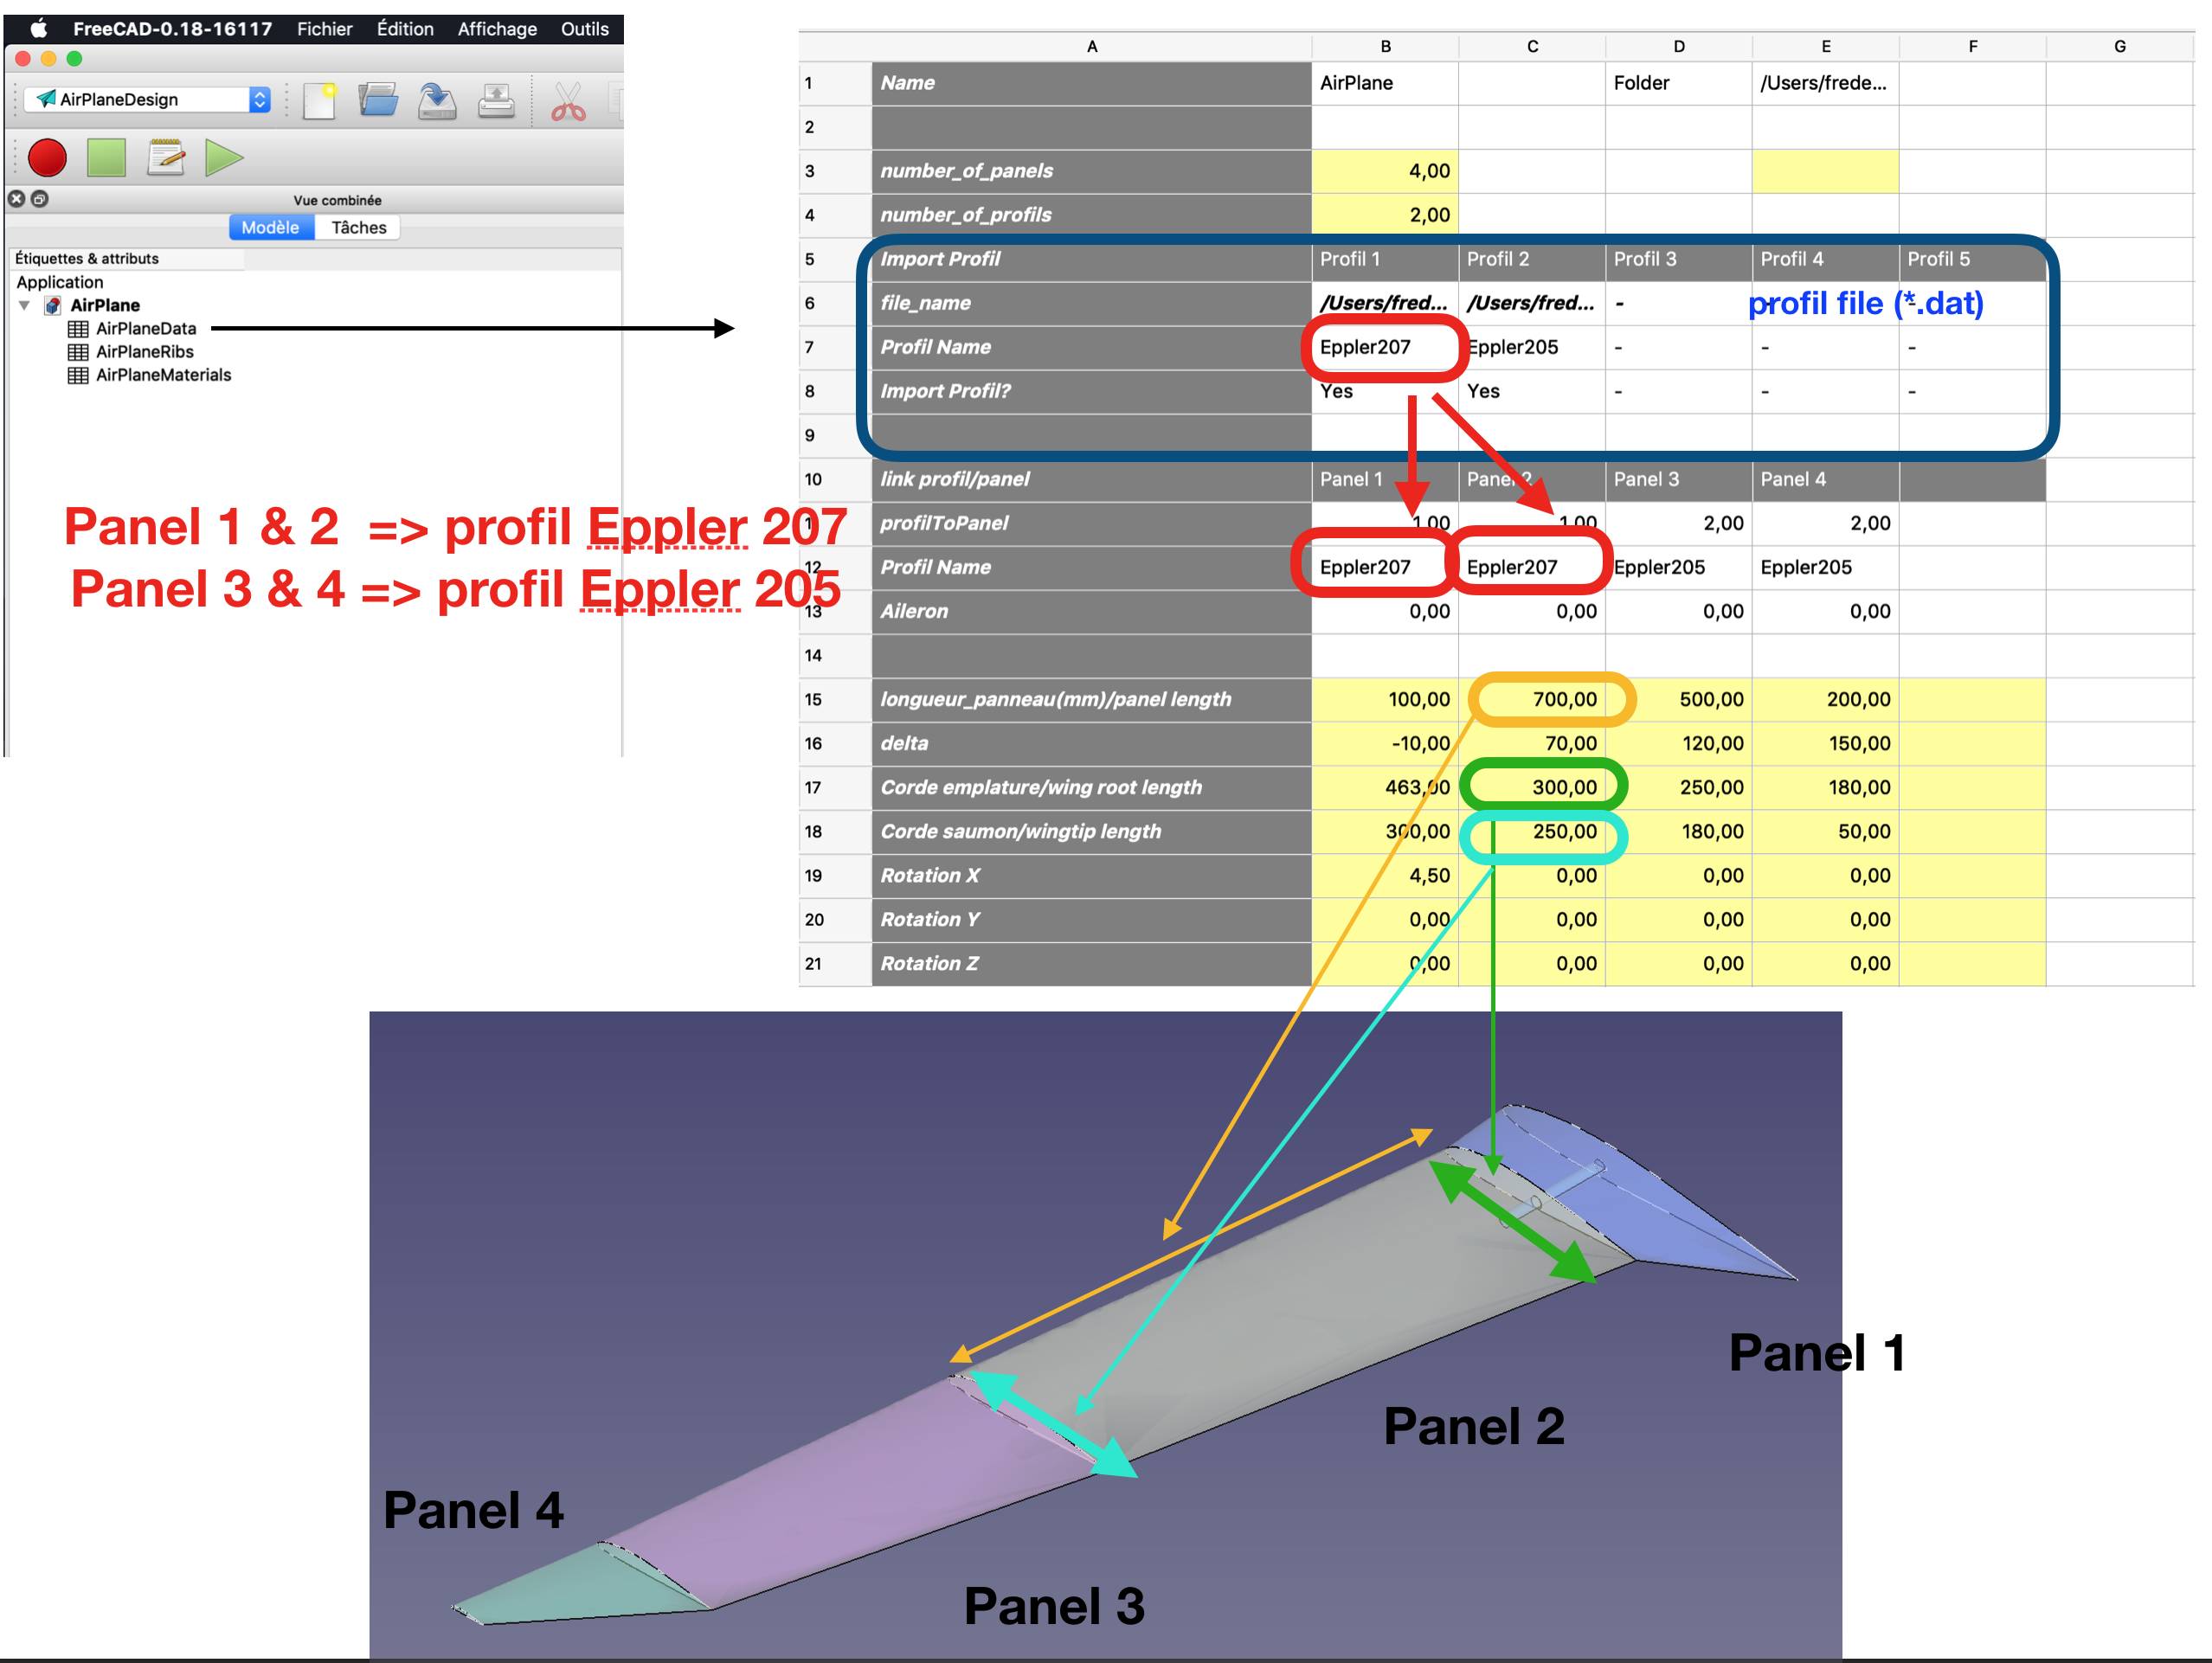 FreeCAD-0.18-16117 Fichier Édition Affichage Outils
AirPlaneDesign
Vue combinée
Modèle Tâches
Étiquettes & attributs
Application
AirPlane
AirPlaneData
AirPlaneRibs
AirPlaneMaterials
Panel 1 & 2 => profil Eppler 207
Panel 3 & 4 => profil Eppler 205
A B C D E F G
1 Name AirPlane Folder /Users/frede...
2
3 number_of_panels 4,00
4 number_of_profils 2,00
5 Import Profil Profil 1 Profil 2 Profil 3 Profil 4 Profil 5
6 file_name /Users/fred... /Users/fred... - - -
profil file (*.dat)
7 Profil Name Eppler207 Eppler205 - - -
8 Import Profil? Yes Yes - - -
9
10 link profil/panel Panel 1 Panel 2 Panel 3 Panel 4
11 profilToPanel 1,00 1,00 2,00 2,00
12 Profil Name Eppler207 Eppler207 Eppler205 Eppler205
13 Aileron 0,00 0,00 0,00 0,00
14
15 longueur_panneau(mm)/panel length 100,00 700,00 500,00 200,00
16 delta -10,00 70,00 120,00 150,00
17 Corde emplature/wing root length 463,00 300,00 250,00 180,00
18 Corde saumon/wingtip length 300,00 250,00 180,00 50,00
19 Rotation X 4,50 0,00 0,00 0,00
20 Rotation Y 0,00 0,00 0,00 0,00
21 Rotation Z 0,00 0,00 0,00 0,00
Panel 1
Panel 2
Panel 4
Panel 3